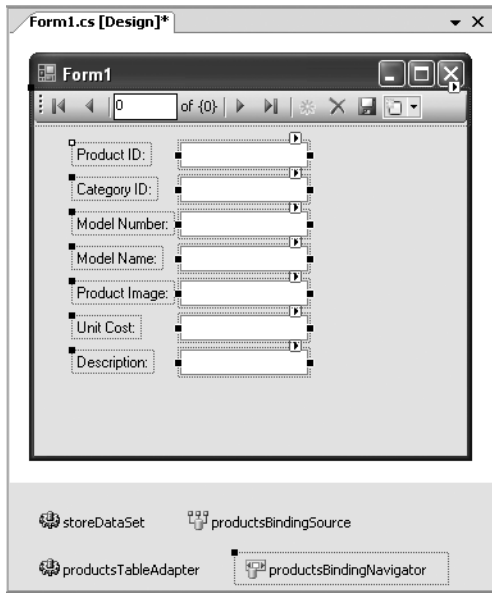 Form1.cs [Design]*
Form1
0 of {0}
Product ID:
Category ID:
Model Number:
Model Name:
Product Image:
Unit Cost:
Description:
storeDataSet productsBindingSource
productsTableAdapter productsBindingNavigator